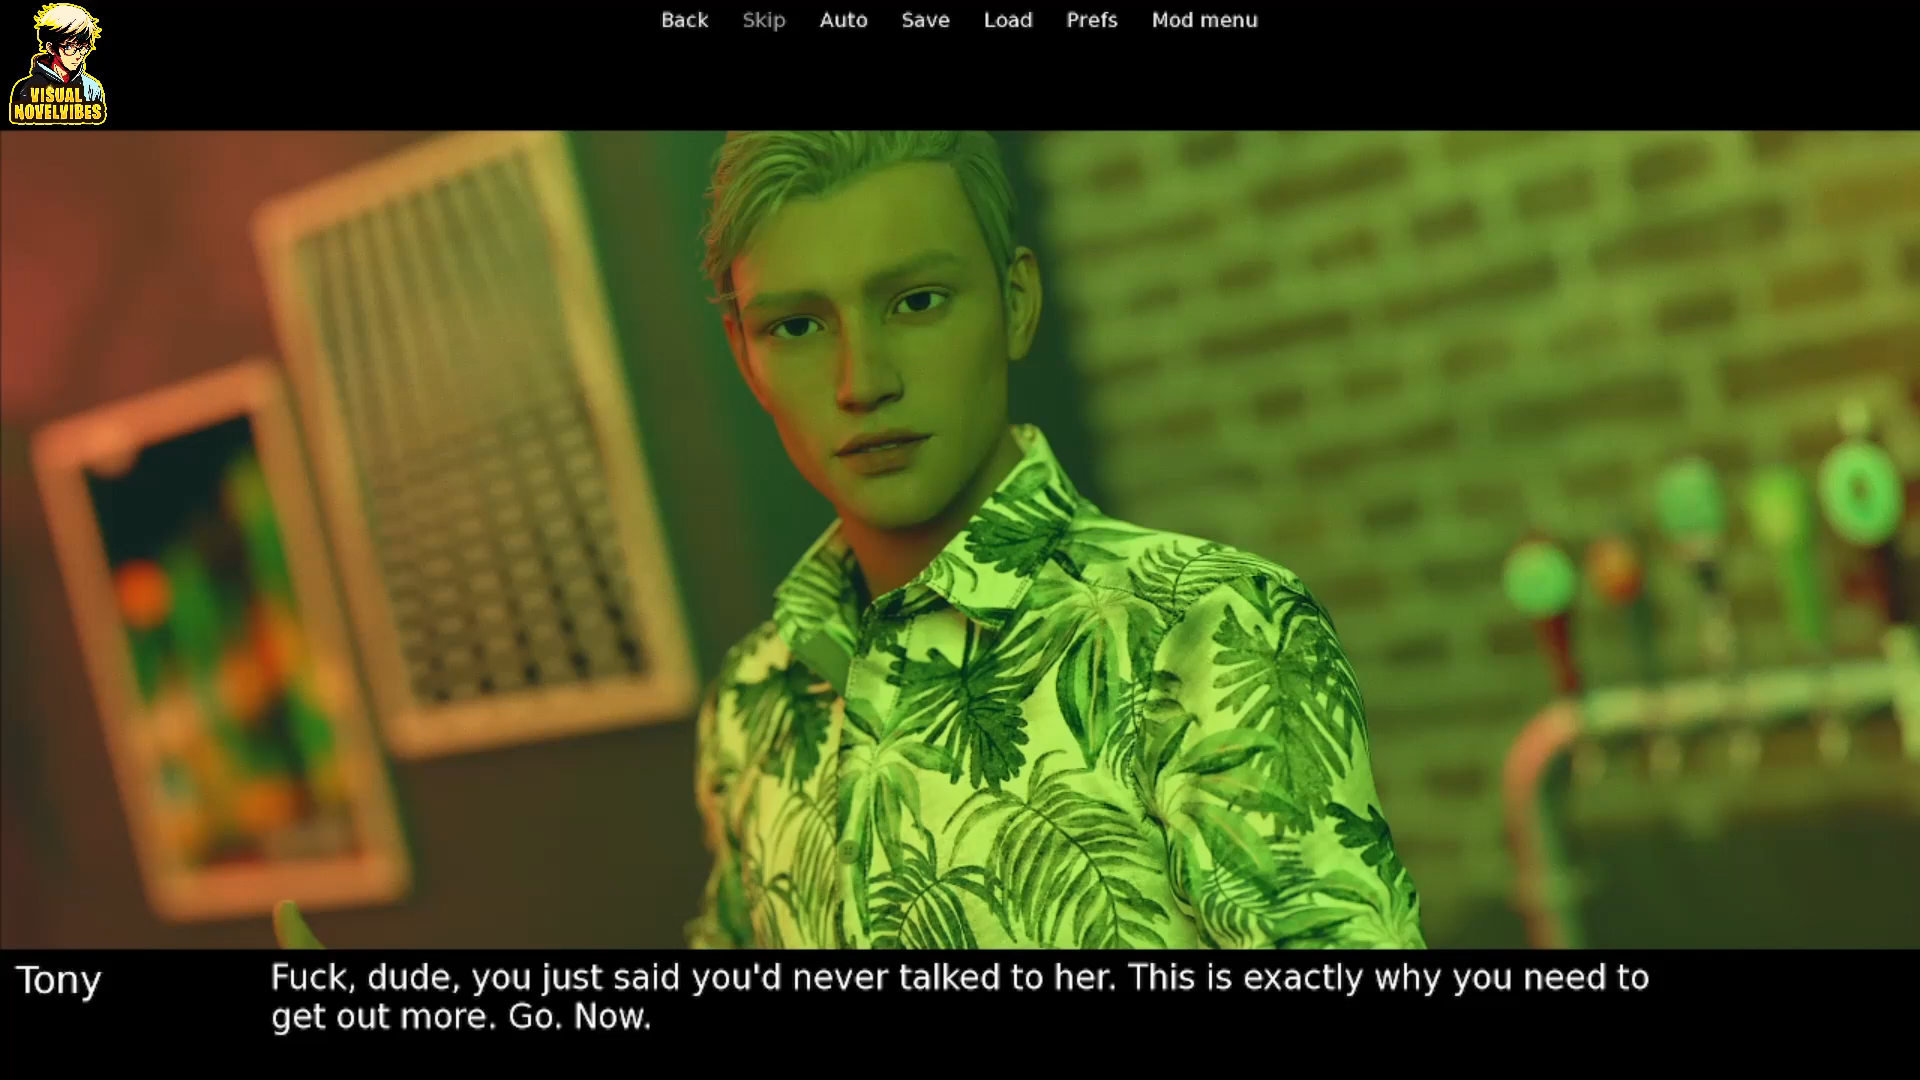 Back Skip Auto Save Load Prefs Mod menu
VISUAL
NOVELVIBES
Tony
Fuck, dude, you just said you'd never talked to her. This is exactly why you need to
get out more. Go. Now.